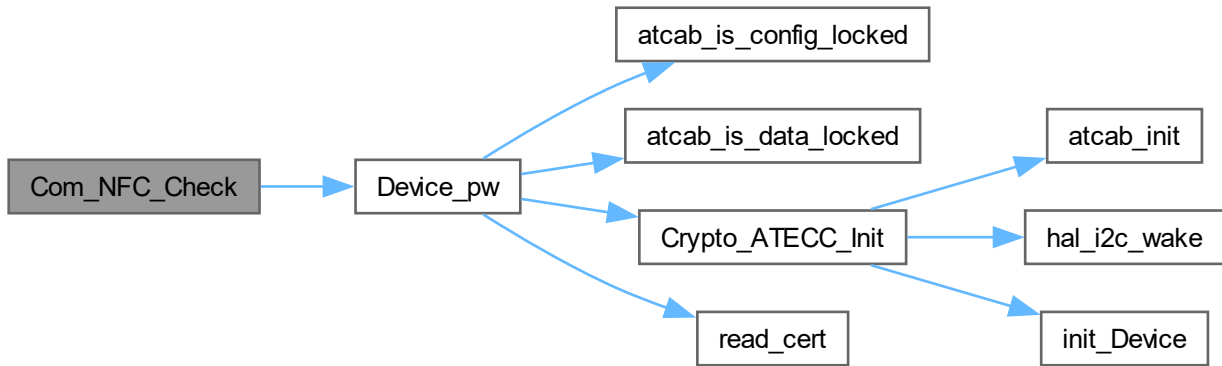 Com_NFC_Check
Device_pw
atcab_is_config_locked
atcab_is_data_locked
Crypto_ATECC_Init
read_cert
atcab_init
hal_i2c_wake
init_Device